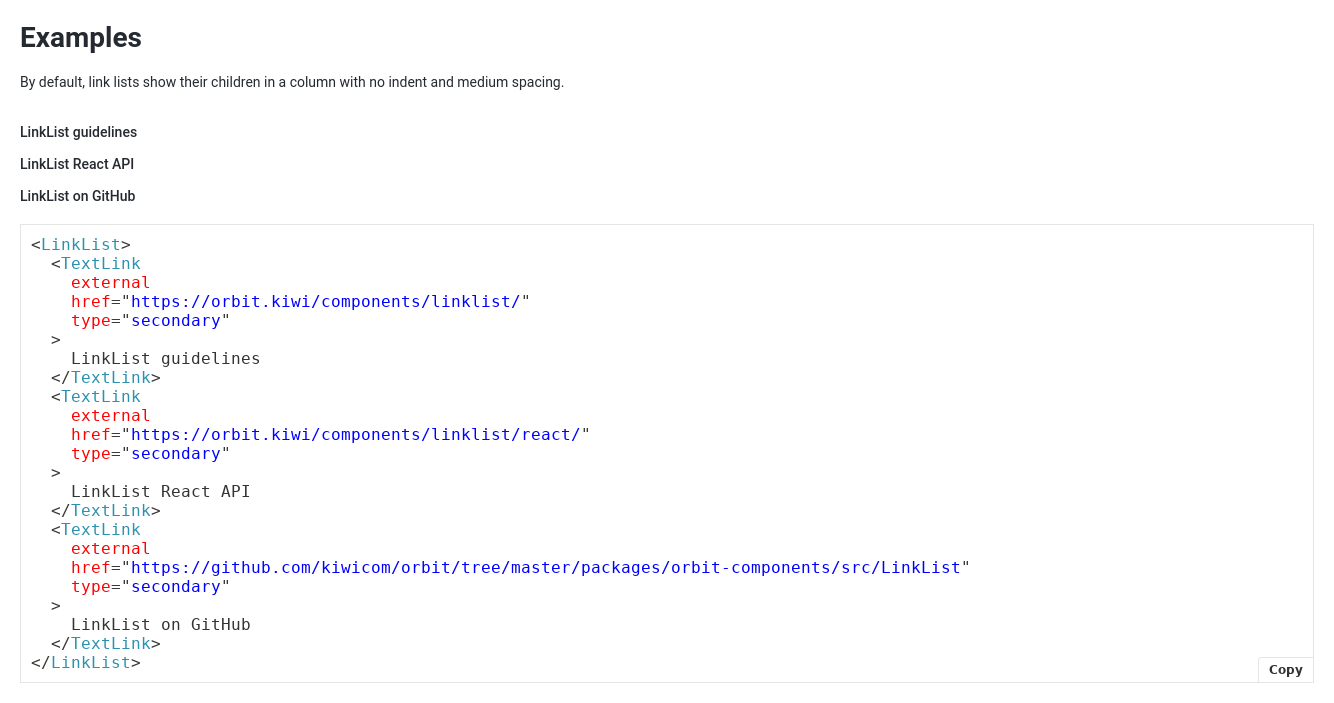 Examples
By default, link lists show their children in a column with no indent and medium spacing.
LinkList guidelines
LinkList React API
LinkList on GitHub
<LinkList>
  <TextLink
    external
    href="https://orbit.kiwi/components/linklist/"
    type="secondary"
  >
    LinkList guidelines
  </TextLink>
  <TextLink
    external
    href="https://orbit.kiwi/components/linklist/react/"
    type="secondary"
  >
    LinkList React API
  </TextLink>
  <TextLink
    external
    href="https://github.com/kiwicom/orbit/tree/master/packages/orbit-components/src/LinkList"
    type="secondary"
  >
    LinkList on GitHub
  </TextLink>
</LinkList>
Copy